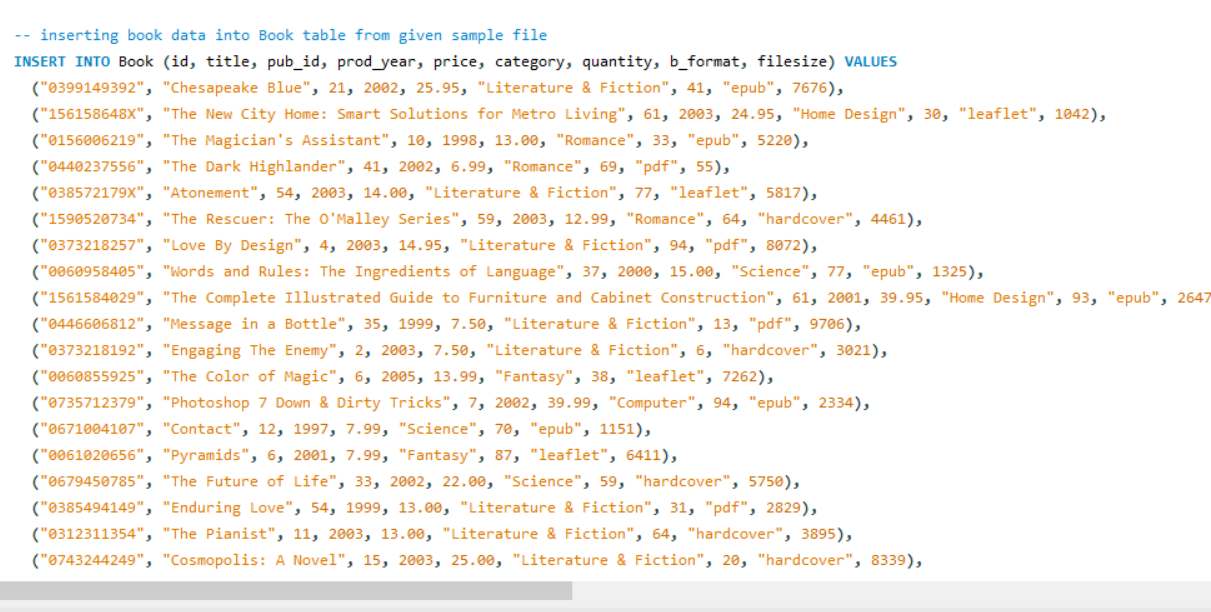 -- inserting book data into Book table from given sample file
INSERT INTO Book (id, title, pub_id, prod_year, price, category, quantity, b_format, filesize) VALUES
("0399149392", "Chesapeake Blue", 21, 2002, 25.95, "Literature & Fiction", 41, "epub", 7676),
("156158648X", "The New City Home: Smart Solutions for Metro Living", 61, 2003, 24.95, "Home Design", 30, "leaflet", 1042),
("0156006219", "The Magician's Assistant", 10, 1998, 13.00, "Romance", 33, "epub", 5220),
("0440237556", "The Dark Highlander", 41, 2002, 6.99, "Romance", 69, "pdf", 55),
("038572179X", "Atonement", 54, 2003, 14.00, "Literature & Fiction", 77, "leaflet", 5817),
("1590520734", "The Rescuer: The O'Malley Series", 59, 2003, 12.99, "Romance", 64, "hardcover", 4461),
("0373218257", "Love By Design", 4, 2003, 14.95, "Literature & Fiction", 94, "pdf", 8072),
("0060958405", "Words and Rules: The Ingredients of Language", 37, 2000, 15.00, "Science", 77, "epub", 1325),
("1561584029", "The Complete Illustrated Guide to Furniture and Cabinet Construction", 61, 2001, 39.95, "Home Design", 93, "epub", 2647
("0446606812", "Message in a Bottle", 35, 1999, 7.50, "Literature & Fiction", 13, "pdf", 9706),
("0373218192", "Engaging The Enemy", 2, 2003, 7.50, "Literature & Fiction", 6, "hardcover", 3021),
("0060855925", "The Color of Magic", 6, 2005, 13.99, "Fantasy", 38, "leaflet", 7262),
("0735712379", "Photoshop 7 Down & Dirty Tricks", 7, 2002, 39.99, "Computer", 94, "epub", 2334),
("0671004107", "Contact", 12, 1997, 7.99, "Science", 70, "epub", 1151),
("0061020656", "Pyramids", 6, 2001, 7.99, "Fantasy", 87, "leaflet", 6411),
("0679450785", "The Future of Life", 33, 2002, 22.00, "Science", 59, "hardcover", 5750),
("0385494149", "Enduring Love", 54, 1999, 13.00, "Literature & Fiction", 31, "pdf", 2829),
("0312311354", "The Pianist", 11, 2003, 13.00, "Literature & Fiction", 64, "hardcover", 3895),
("0743244249", "Cosmopolis: A Novel", 15, 2003, 25.00, "Literature & Fiction", 20, "hardcover", 8339),